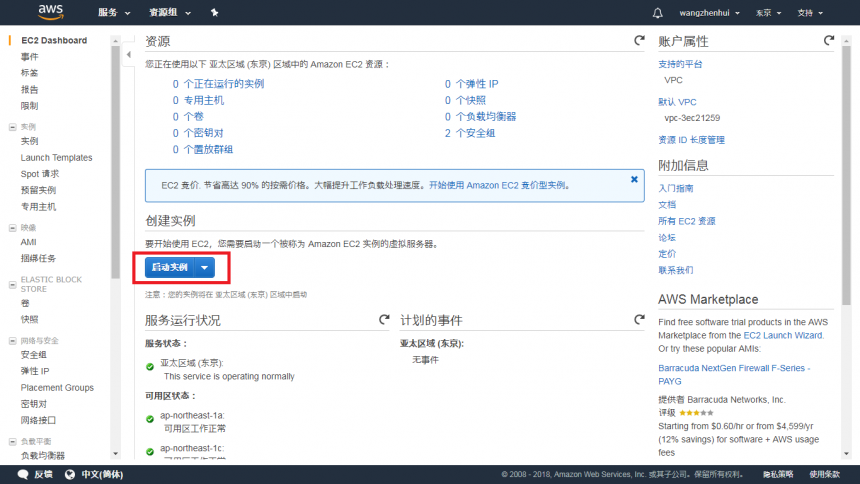 aws
服务 资源组 wangzhenhui 东京 支持
EC2 Dashboard
事件
标签
报告
限制
实例
实例
Launch Templates
Spot 请求
预留实例
专用主机
映像
AMI
捆绑任务
ELASTIC BLOCK
STORE
卷
快照
网络与安全
安全组
弹性 IP
Placement Groups
密钥对
网络接口
负载平衡
负载均衡器
资源
您正在使用以下 亚太区域 (东京) 区域中的 Amazon EC2 资源：
0 个正在运行的实例
0 个弹性 IP
0 专用主机
0 个快照
0 个卷
0 个负载均衡器
0 个密钥对
2 个安全组
0 个置放群组
EC2 竞价. 节省高达 90% 的按需价格。大幅提升工作负载处理速度。开始使用 Amazon EC2 竞价型实例。
创建实例
要开始使用 EC2，您需要启动一个被称为 Amazon EC2 实例的虚拟服务器。
启动实例
注意：您的实例将在 亚太区域 (东京) 区域中启动
服务运行状况
服务状态：
亚太区域 (东京):
This service is operating normally
可用区状态：
ap-northeast-1a:
可用区工作正常
ap-northeast-1c:
可用区工作正常
计划的事件
亚太区域 (东京):
无事件
账户属性
支持的平台
VPC
默认 VPC
vpc-3ec21259
资源 ID 长度管理
附加信息
入门指南
文档
所有 EC2 资源
论坛
定价
联系我们
AWS Marketplace
Find free software trial products in the AWS
Marketplace from the EC2 Launch Wizard.
Or try these popular AMIs:
Barracuda NextGen Firewall F-Series -
PAYG
提供者 Barracuda Networks, Inc.
评级
Starting from $0.60/hr or from $4,599/yr
(12% savings) for software + AWS usage
fees
反馈 中文(简体) © 2008 - 2018, Amazon Web Services, Inc. 或其子公司。保留所有权利。 隐私策略 使用条款